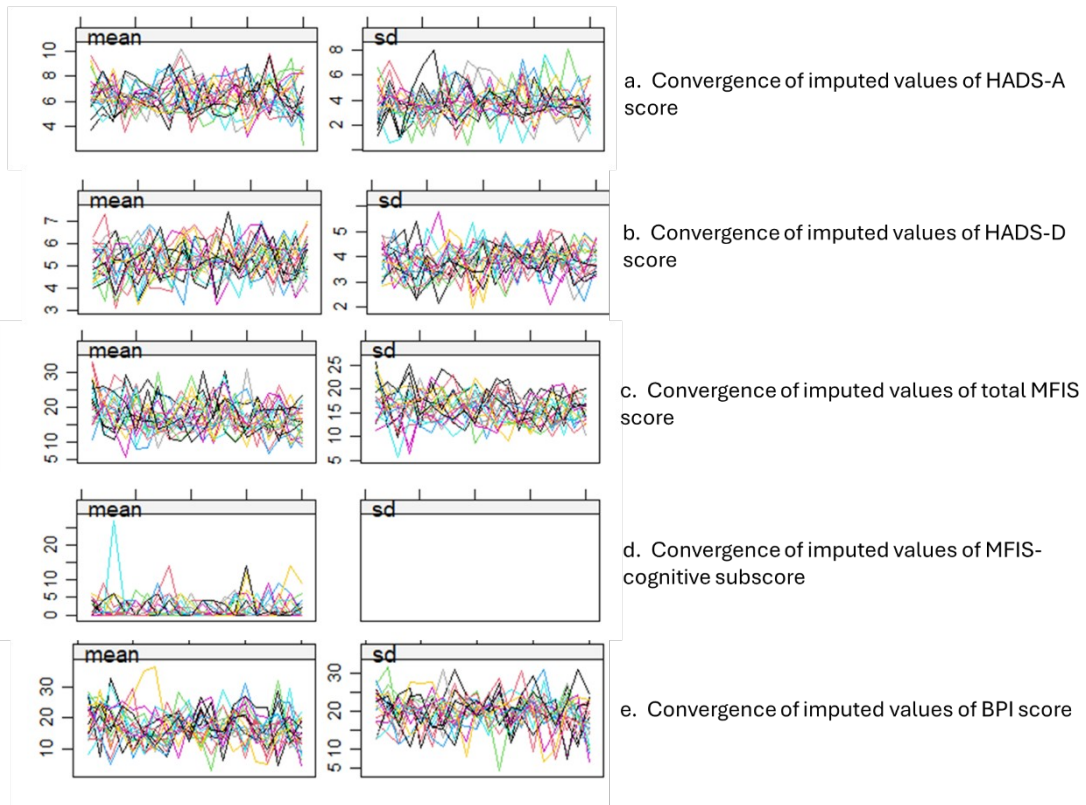 mean sd
10
8
6
4
8
6
4
2
a. Convergence of imputed values of HADS-A
score
mean sd
7
6
5
4
3
5
4
3
2
b. Convergence of imputed values of HADS-D
score
mean sd
30
20
10
5
25
20
15
10
5
c. Convergence of imputed values of total MFIS
score
mean sd
20
10
5
0
d. Convergence of imputed values of MFIS-
cognitive subscore
mean sd
30
20
10
30
20
10
5
e. Convergence of imputed values of BPI score